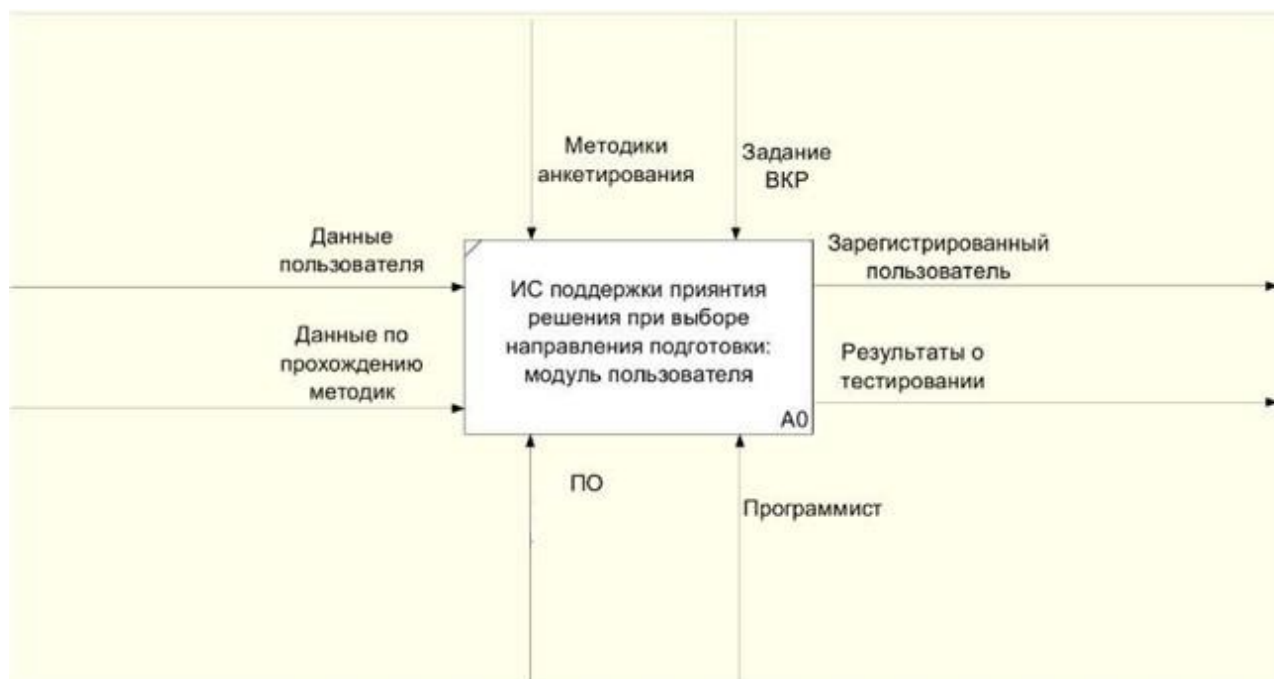 Методики
анкетирования
Задание
ВКР
Данные
пользователя
Зарегистрированный
пользователь
ИС поддержки приянтия
решения при выборе
направления подготовки:
модуль пользователя
Данные по
прохождению
методик
Результаты о
тестировании
A0
ПО
Программист